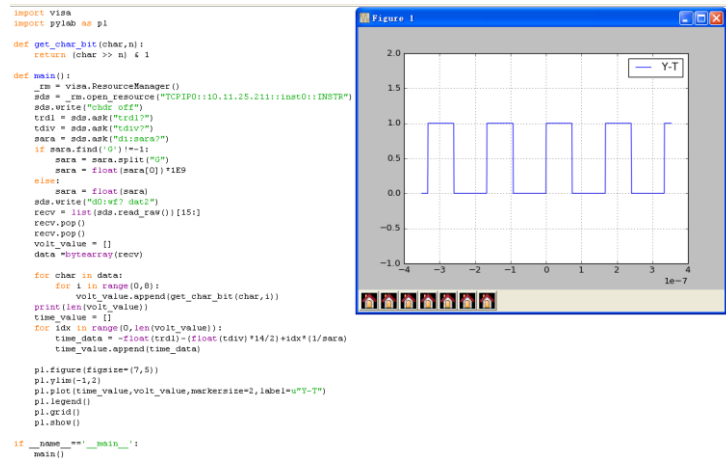 import visa
import pylab as pl
def get_char_bit(char,n):
    return (char >> n) & 1
def main():
    _rm = visa.ResourceManager()
    sds = _rm.open_resource("TCPIP0::10.11.25.211::inst0::INSTR")
    sds.write("chdr off")
    trdl = sds.ask("trdl?")
    tdiv = sds.ask("tdiv?")
    sara = sds.ask("di:sara?")
    if sara.find('G')!=-1:
        sara = sara.split("G")
        sara = float(sara[0])*1E9
    else:
        sara = float(sara)
    sds.write("d0:wf? dat2")
    recv = list(sds.read_raw())[15:]
    recv.pop()
    recv.pop()
    volt_value = []
    data =bytearray(recv)
    for char in data:
        for i in range(0,8):
            volt_value.append(get_char_bit(char,i))
    print(len(volt_value))
    time_value = []
    for idx in range(0,len(volt_value)):
        time_data = -float(trdl)-(float(tdiv)*14/2)+idx*(1/sara)
        time_value.append(time_data)
    pl.figure(figsize=(7,5))
    pl.ylim(-1,2)
    pl.plot(time_value,volt_value,markersize=2,label=u"Y-T")
    pl.legend()
    pl.grid()
    pl.show()
if __name__=='__main__':
    main()
Figure 1
Y-T
2.0
1.5
1.0
0.5
0.0
−0.5
−1.0
−4 −3 −2 −1 0 1 2 3 4
1e−7